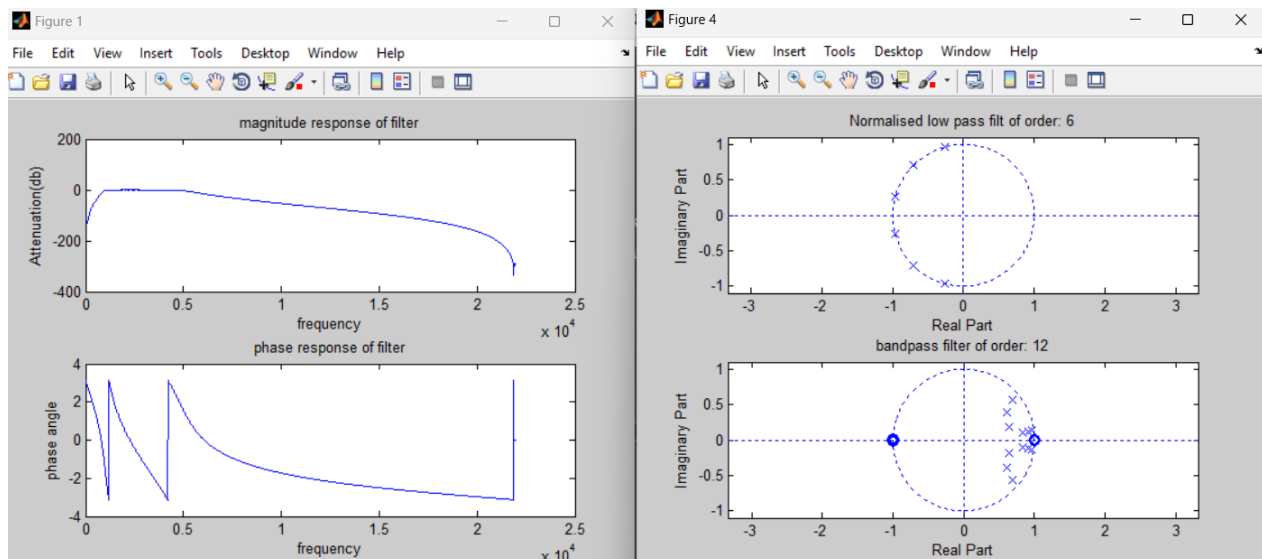 Figure 1
File Edit View Insert Tools Desktop Window Help
magnitude response of filter
Attenuation(db)
200
0
-200
-400
0 0.5 1 1.5 2 2.5
frequency
x 10^4
phase response of filter
phase angle
4
2
0
-2
-4
0 0.5 1 1.5 2 2.5
frequency
x 10^4
Figure 4
File Edit View Insert Tools Desktop Window Help
Normalised low pass filt of order: 6
Imaginary Part
1
0.5
0
-0.5
-1
-3 -2 -1 0 1 2 3
Real Part
bandpass filter of order: 12
Imaginary Part
1
0.5
0
-0.5
-1
-3 -2 -1 0 1 2 3
Real Part